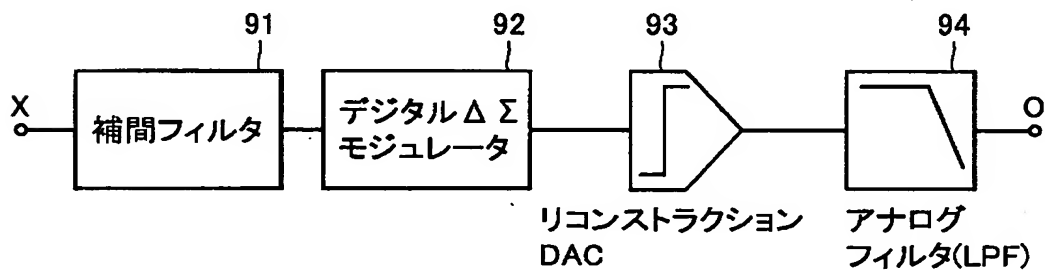 91
92
93
94
X
補間フィルタ
デジタルΔΣ
モジュレータ
O
リコンストラクション
DAC
アナログ
フィルタ(LPF)